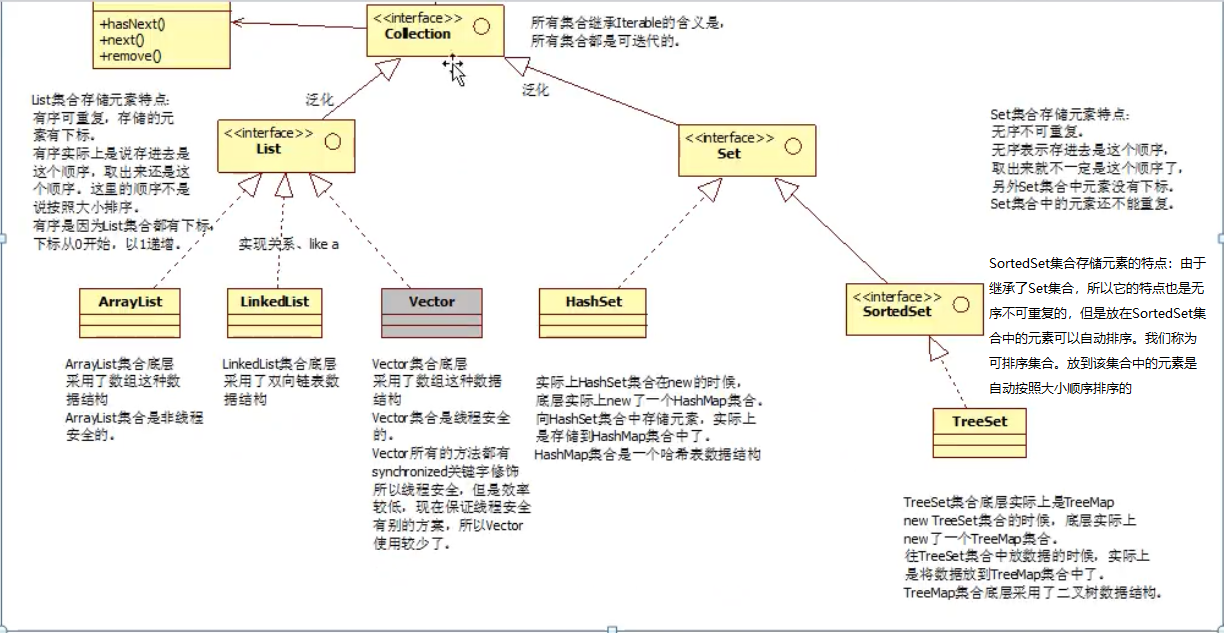 +hasNext()
+next()
+remove()
<<interface>>
Collection
所有集合继承Iterable的含义是，
所有集合都是可迭代的。
泛化
泛化
List集合存储元素特点:
有序可重复，存储的元
素有下标。
有序实际上是说存进去是
这个顺序，取出来还是这
个顺序。这里的顺序不是
说按照大小排序。
有序是因为List集合都有下标，
下标从0开始，以1递增。
<<interface>>
List
<<interface>>
Set
Set集合存储元素特点:
无序不可重复。
无序表示存进去是这个顺序，
取出来就不一定是这个顺序了，
另外Set集合中元素没有下标。
Set集合中的元素还不能重复。
实现关系、like a
ArrayList
LinkedList
Vector
HashSet
<<interface>>
SortedSet
SortedSet集合存储元素的特点：由于
继承了Set集合，所以它的特点也是无
序不可重复的，但是放在SortedSet集
合中的元素可以自动排序。我们称为
可排序集合。放到该集合中的元素是
自动按照大小顺序排序的
ArrayList集合底层
采用了数组这种数
据结构
ArrayList集合是非线程
安全的。
LinkedList集合底层
采用了双向链表数
据结构
Vector集合底层
采用了数组这种数据
结构
Vector集合是线程安全
的。
Vector所有的方法都有
synchronized关键字修饰
所以线程安全，但是效率
较低，现在保证线程安全
有别的方案，所以Vector
使用较少了。
实际上HashSet集合在new的时候，
底层实际上new了一个HashMap集合。
向HashSet集合中存储元素，实际上
是存储到HashMap集合中了。
HashMap集合是一个哈希表数据结构
TreeSet
TreeSet集合底层实际上是TreeMap
new TreeSet集合的时候，底层实际上
new了一个TreeMap集合。
往TreeSet集合中放数据的时候，实际上
是将数据放到TreeMap集合中了。
TreeMap集合底层采用了二叉树数据结构。